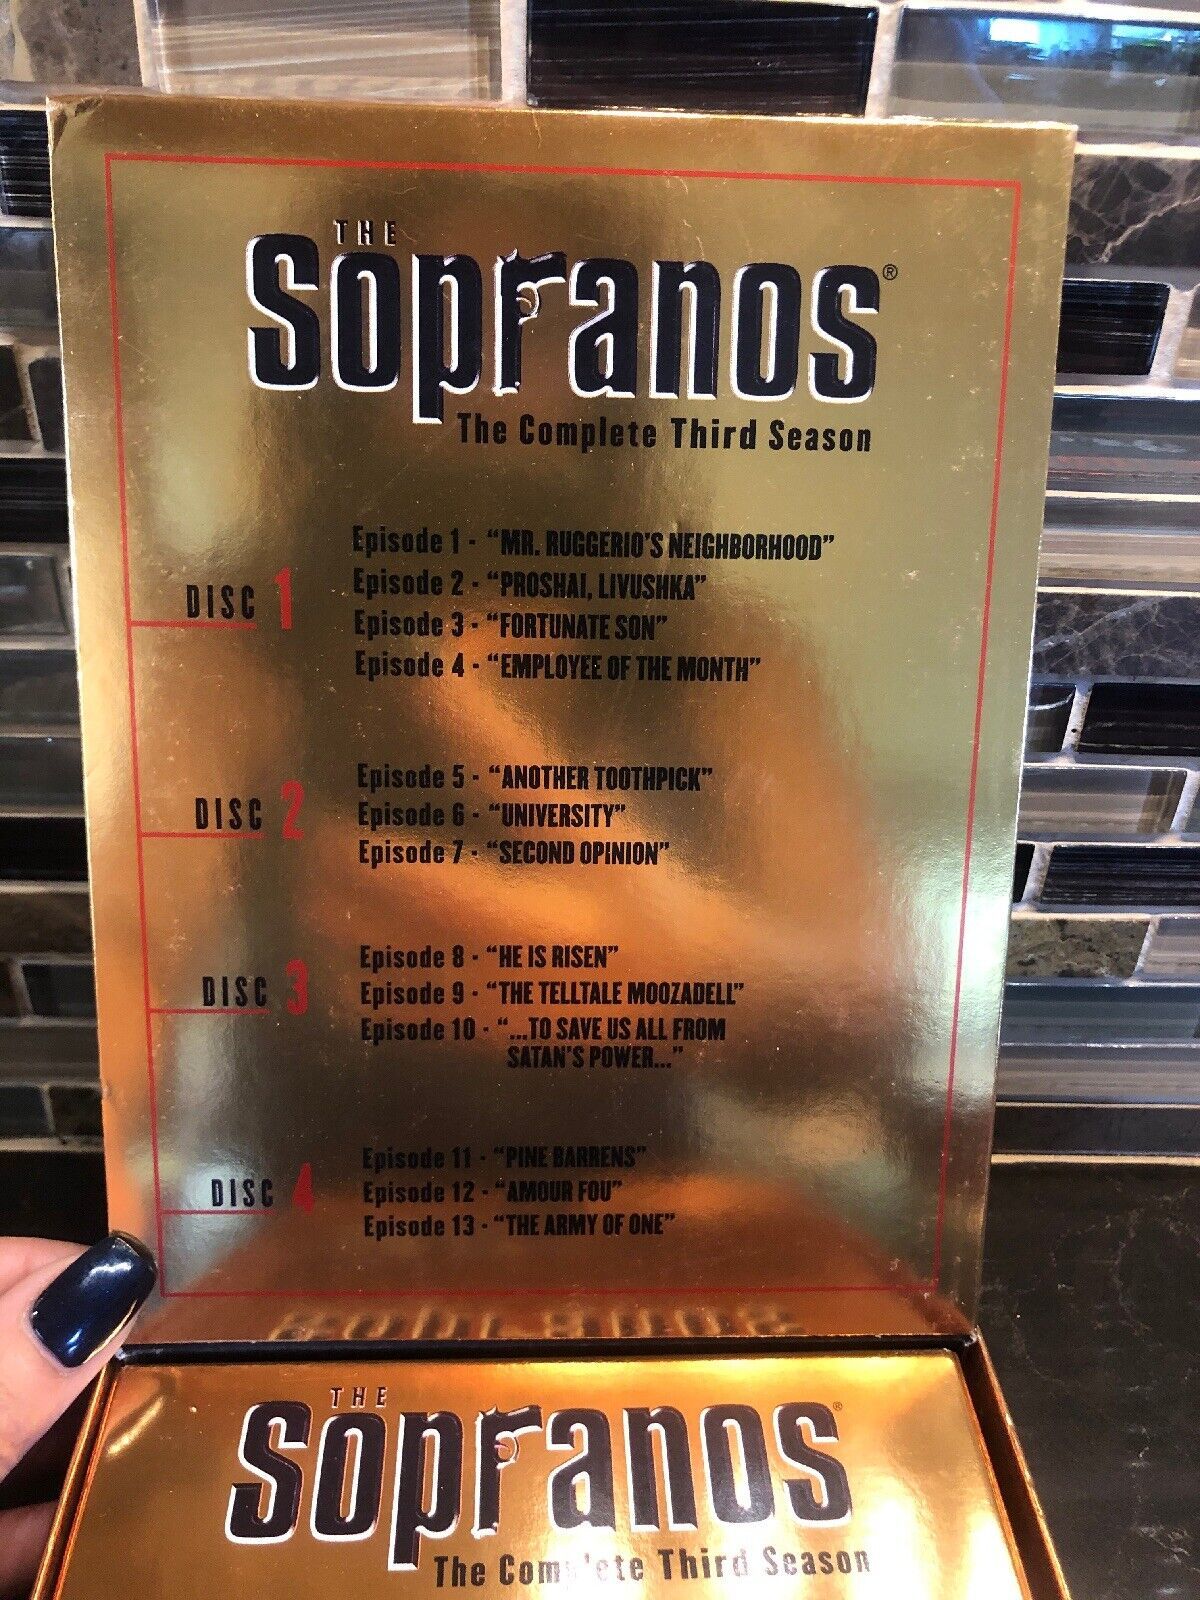 THE
Sopranos®
The Complete Third Season
DISC 1
Episode 1 - "MR. RUGGERIO'S NEIGHBORHOOD"
Episode 2 - "PROSHAI, LIVUSHKA"
Episode 3 - "FORTUNATE SON"
Episode 4 - "EMPLOYEE OF THE MONTH"
DISC 2
Episode 5 - "ANOTHER TOOTHPICK"
Episode 6 - "UNIVERSITY"
Episode 7 - "SECOND OPINION"
DISC 3
Episode 8 - "HE IS RISEN"
Episode 9 - "THE TELLTALE MOOZADELL"
Episode 10 - "...TO SAVE US ALL FROM
SATAN'S POWER..."
DISC 4
Episode 11 - "PINE BARRENS"
Episode 12 - "AMOUR FOU"
Episode 13 - "THE ARMY OF ONE"
THE
Sopranos®
The Complete Third Season